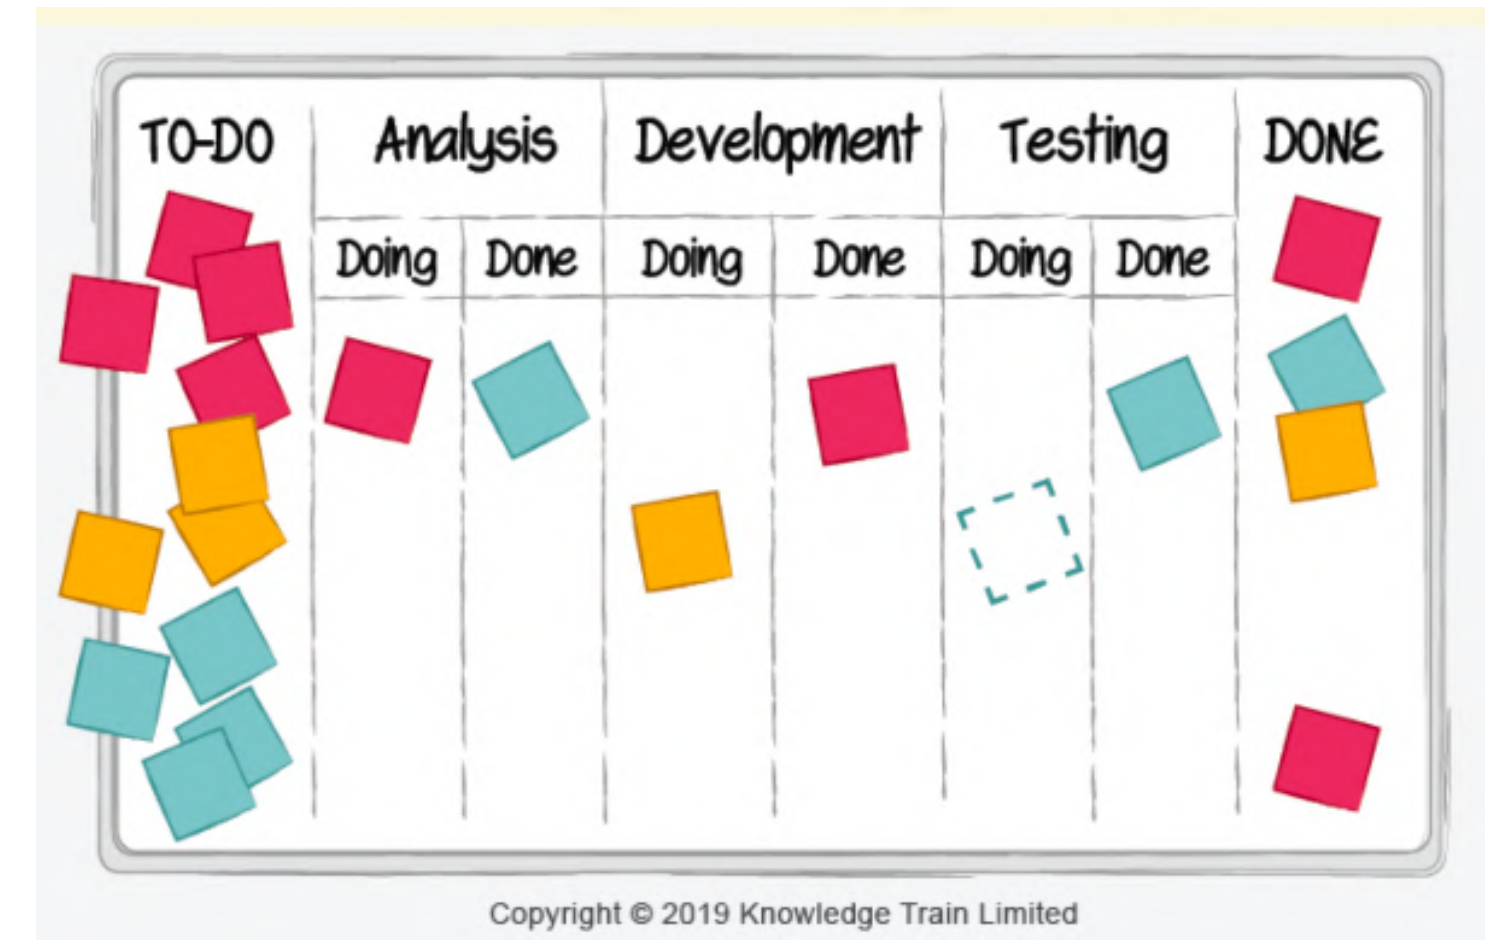 TO-DO Analysis Development Testing DONE
Doing Done Doing Done Doing Done
Copyright © 2019 Knowledge Train Limited